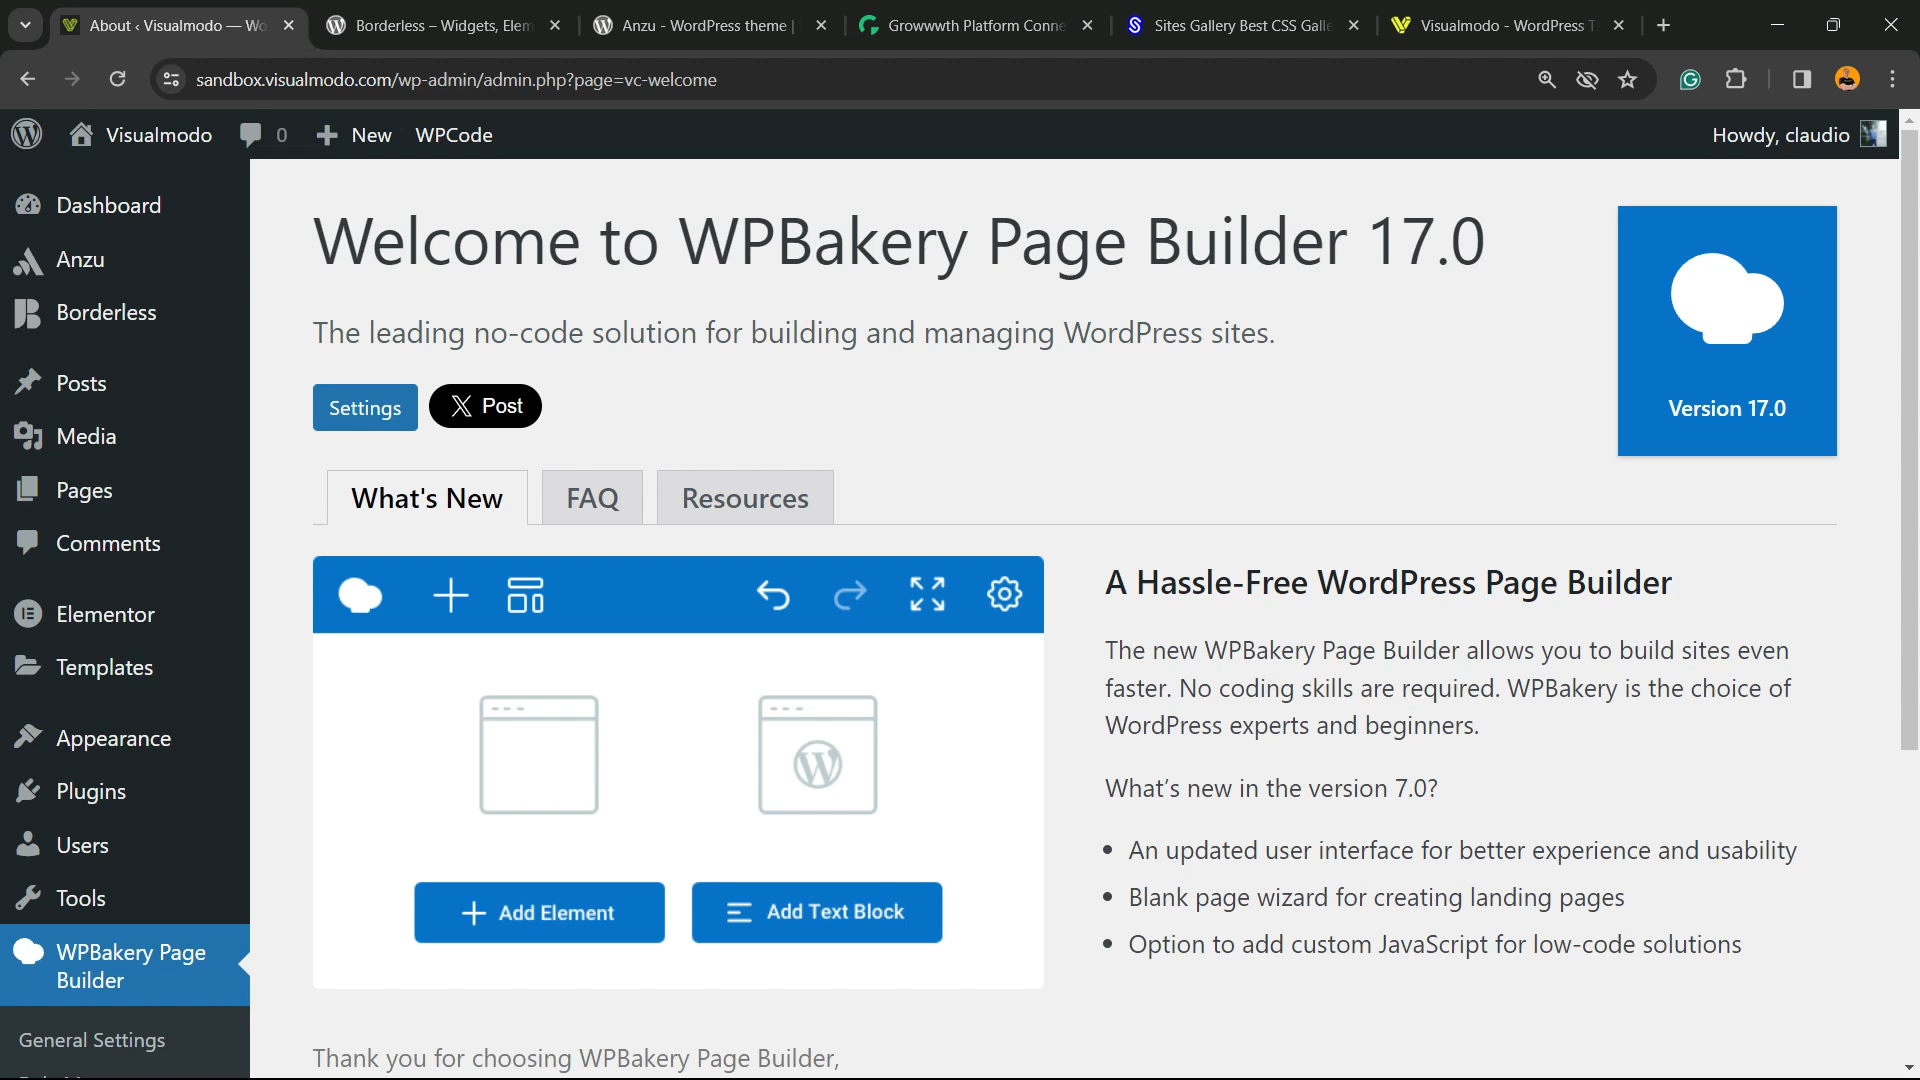 About ‹ Visualmodo — Wo
Borderless – Widgets, Elem
Anzu - WordPress theme |
Growwwth Platform Conne
Sites Gallery Best CSS Galle
Visualmodo - WordPress T
sandbox.visualmodo.com/wp-admin/admin.php?page=vc-welcome
Visualmodo
0
New
WPCode
Howdy, claudio
Dashboard
Anzu
Borderless
Posts
Media
Pages
Comments
Elementor
Templates
Appearance
Plugins
Users
Tools
WPBakery Page
Builder
General Settings
Welcome to WPBakery Page Builder 17.0
The leading no-code solution for building and managing WordPress sites.
Settings
Post
Version 17.0
What's New
FAQ
Resources
Add Element
Add Text Block
A Hassle-Free WordPress Page Builder
The new WPBakery Page Builder allows you to build sites even
faster. No coding skills are required. WPBakery is the choice of
WordPress experts and beginners.
What’s new in the version 7.0?
• An updated user interface for better experience and usability
• Blank page wizard for creating landing pages
• Option to add custom JavaScript for low-code solutions
Thank you for choosing WPBakery Page Builder,